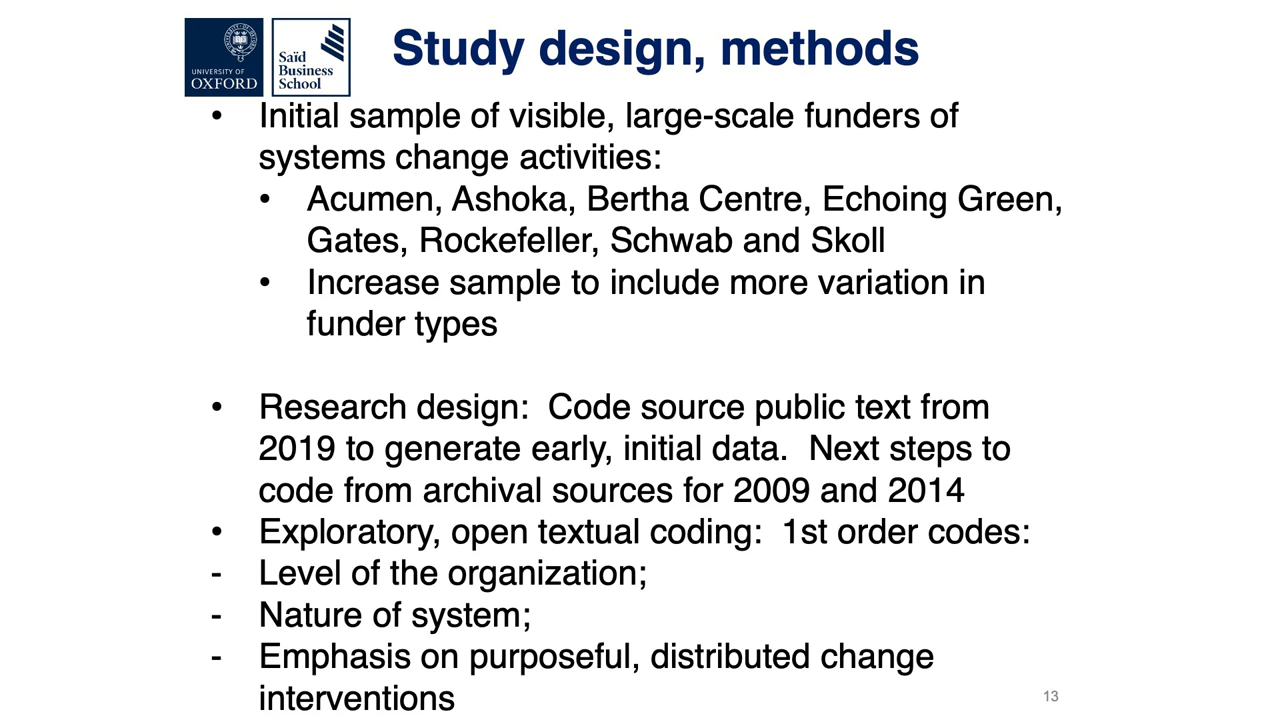 UNIVERSITY OF
OXFORD
Saïd
Business
School
Study design, methods
• Initial sample of visible, large-scale funders of
systems change activities:
• Acumen, Ashoka, Bertha Centre, Echoing Green,
Gates, Rockefeller, Schwab and Skoll
• Increase sample to include more variation in
funder types
• Research design:  Code source public text from
2019 to generate early, initial data.  Next steps to
code from archival sources for 2009 and 2014
• Exploratory, open textual coding:  1st order codes:
- Level of the organization;
- Nature of system;
- Emphasis on purposeful, distributed change
interventions
13